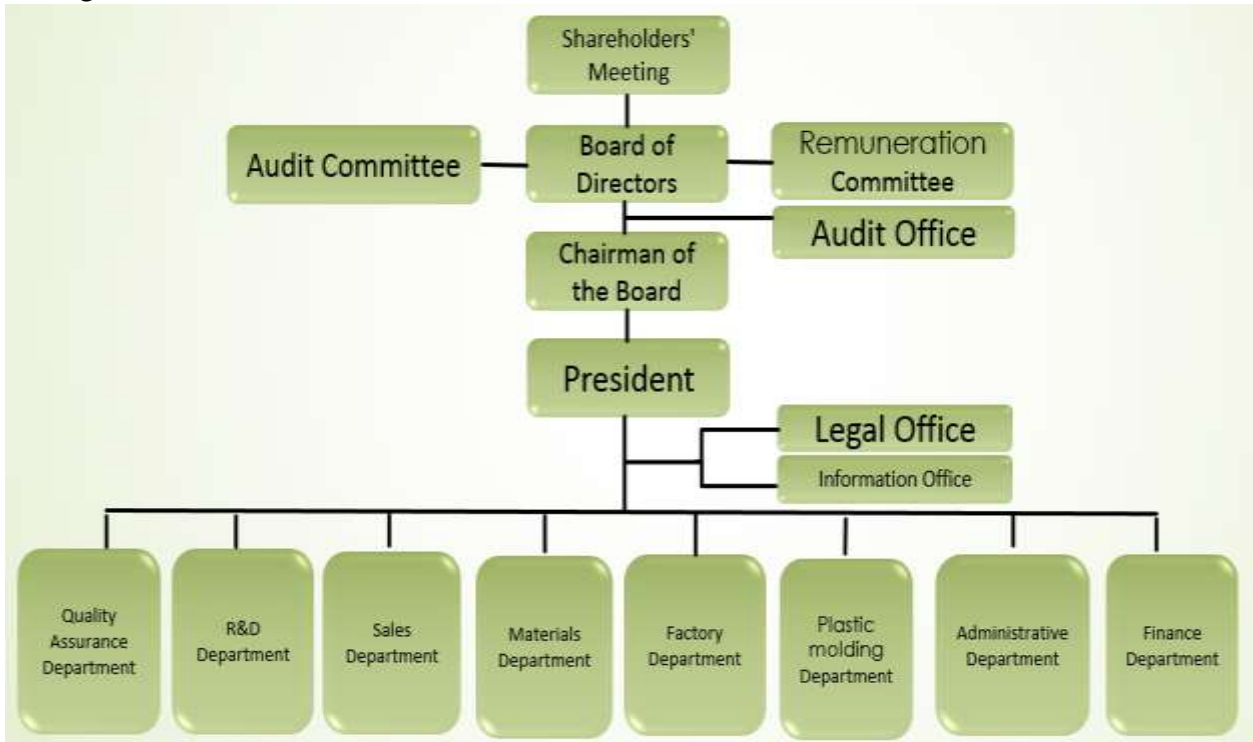 Shareholders'
Meeting
Audit Committee
Board of
Directors
Remuneration
Committee
Audit Office
Chairman of
the Board
President
Legal Office
Information Office
Quality
Assurance
Department
R&D
Department
Sales
Department
Materials
Department
Factory
Department
Plastic
molding
Department
Administrative
Department
Finance
Department